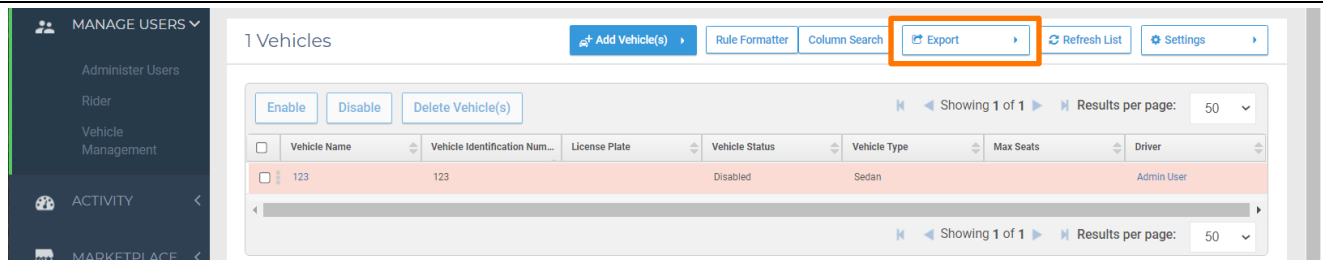 MANAGE USERS
Administer Users
Rider
Vehicle
Management
ACTIVITY
MARKETPLACE
1 Vehicles
Add Vehicle(s)
Rule Formatter
Column Search
Export
Refresh List
Settings
Enable
Disable
Delete Vehicle(s)
Showing 1 of 1
Results per page:
50
Vehicle Name
Vehicle Identification Num...
License Plate
Vehicle Status
Vehicle Type
Max Seats
Driver
123
123
Disabled
Sedan
Admin User
Showing 1 of 1
Results per page:
50